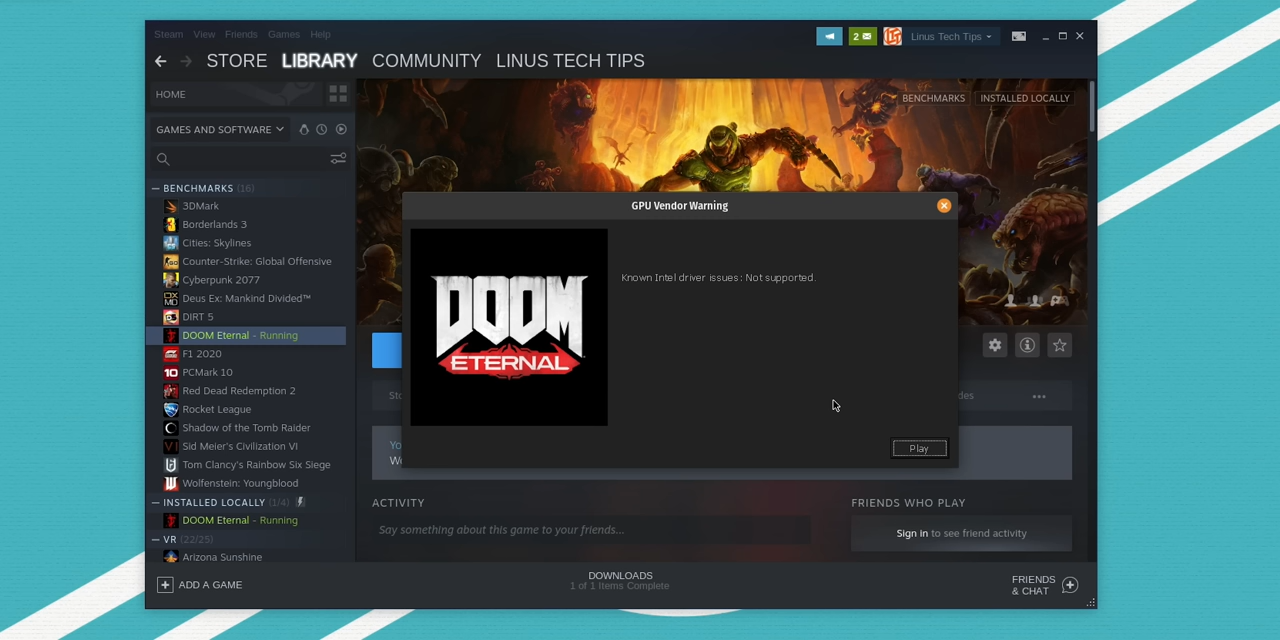 Steam View Friends Games Help
2
Linus Tech Tips
STORE LIBRARY COMMUNITY LINUS TECH TIPS
HOME
BENCHMARKS
INSTALLED LOCALLY
GAMES AND SOFTWARE
GPU Vendor Warning
Known Intel driver issues: Not supported.
DOOM
ETERNAL
Play
— BENCHMARKS (16)
3DMark
Borderlands 3
Cities: Skylines
Counter-Strike: Global Offensive
Cyberpunk 2077
Deus Ex: Mankind Divided™
DIRT 5
DOOM Eternal - Running
F1 2020
PCMark 10
Red Dead Redemption 2
Rocket League
Shadow of the Tomb Raider
Sid Meier's Civilization VI
Tom Clancy's Rainbow Six Siege
Wolfenstein: Youngblood
— INSTALLED LOCALLY (1/4)
DOOM Eternal - Running
— VR (22/25)
Arizona Sunshine
ACTIVITY
Say something about this game to your friends...
FRIENDS WHO PLAY
Sign in to see friend activity
ADD A GAME
DOWNLOADS
1 of 1 Items Complete
FRIENDS
& CHAT